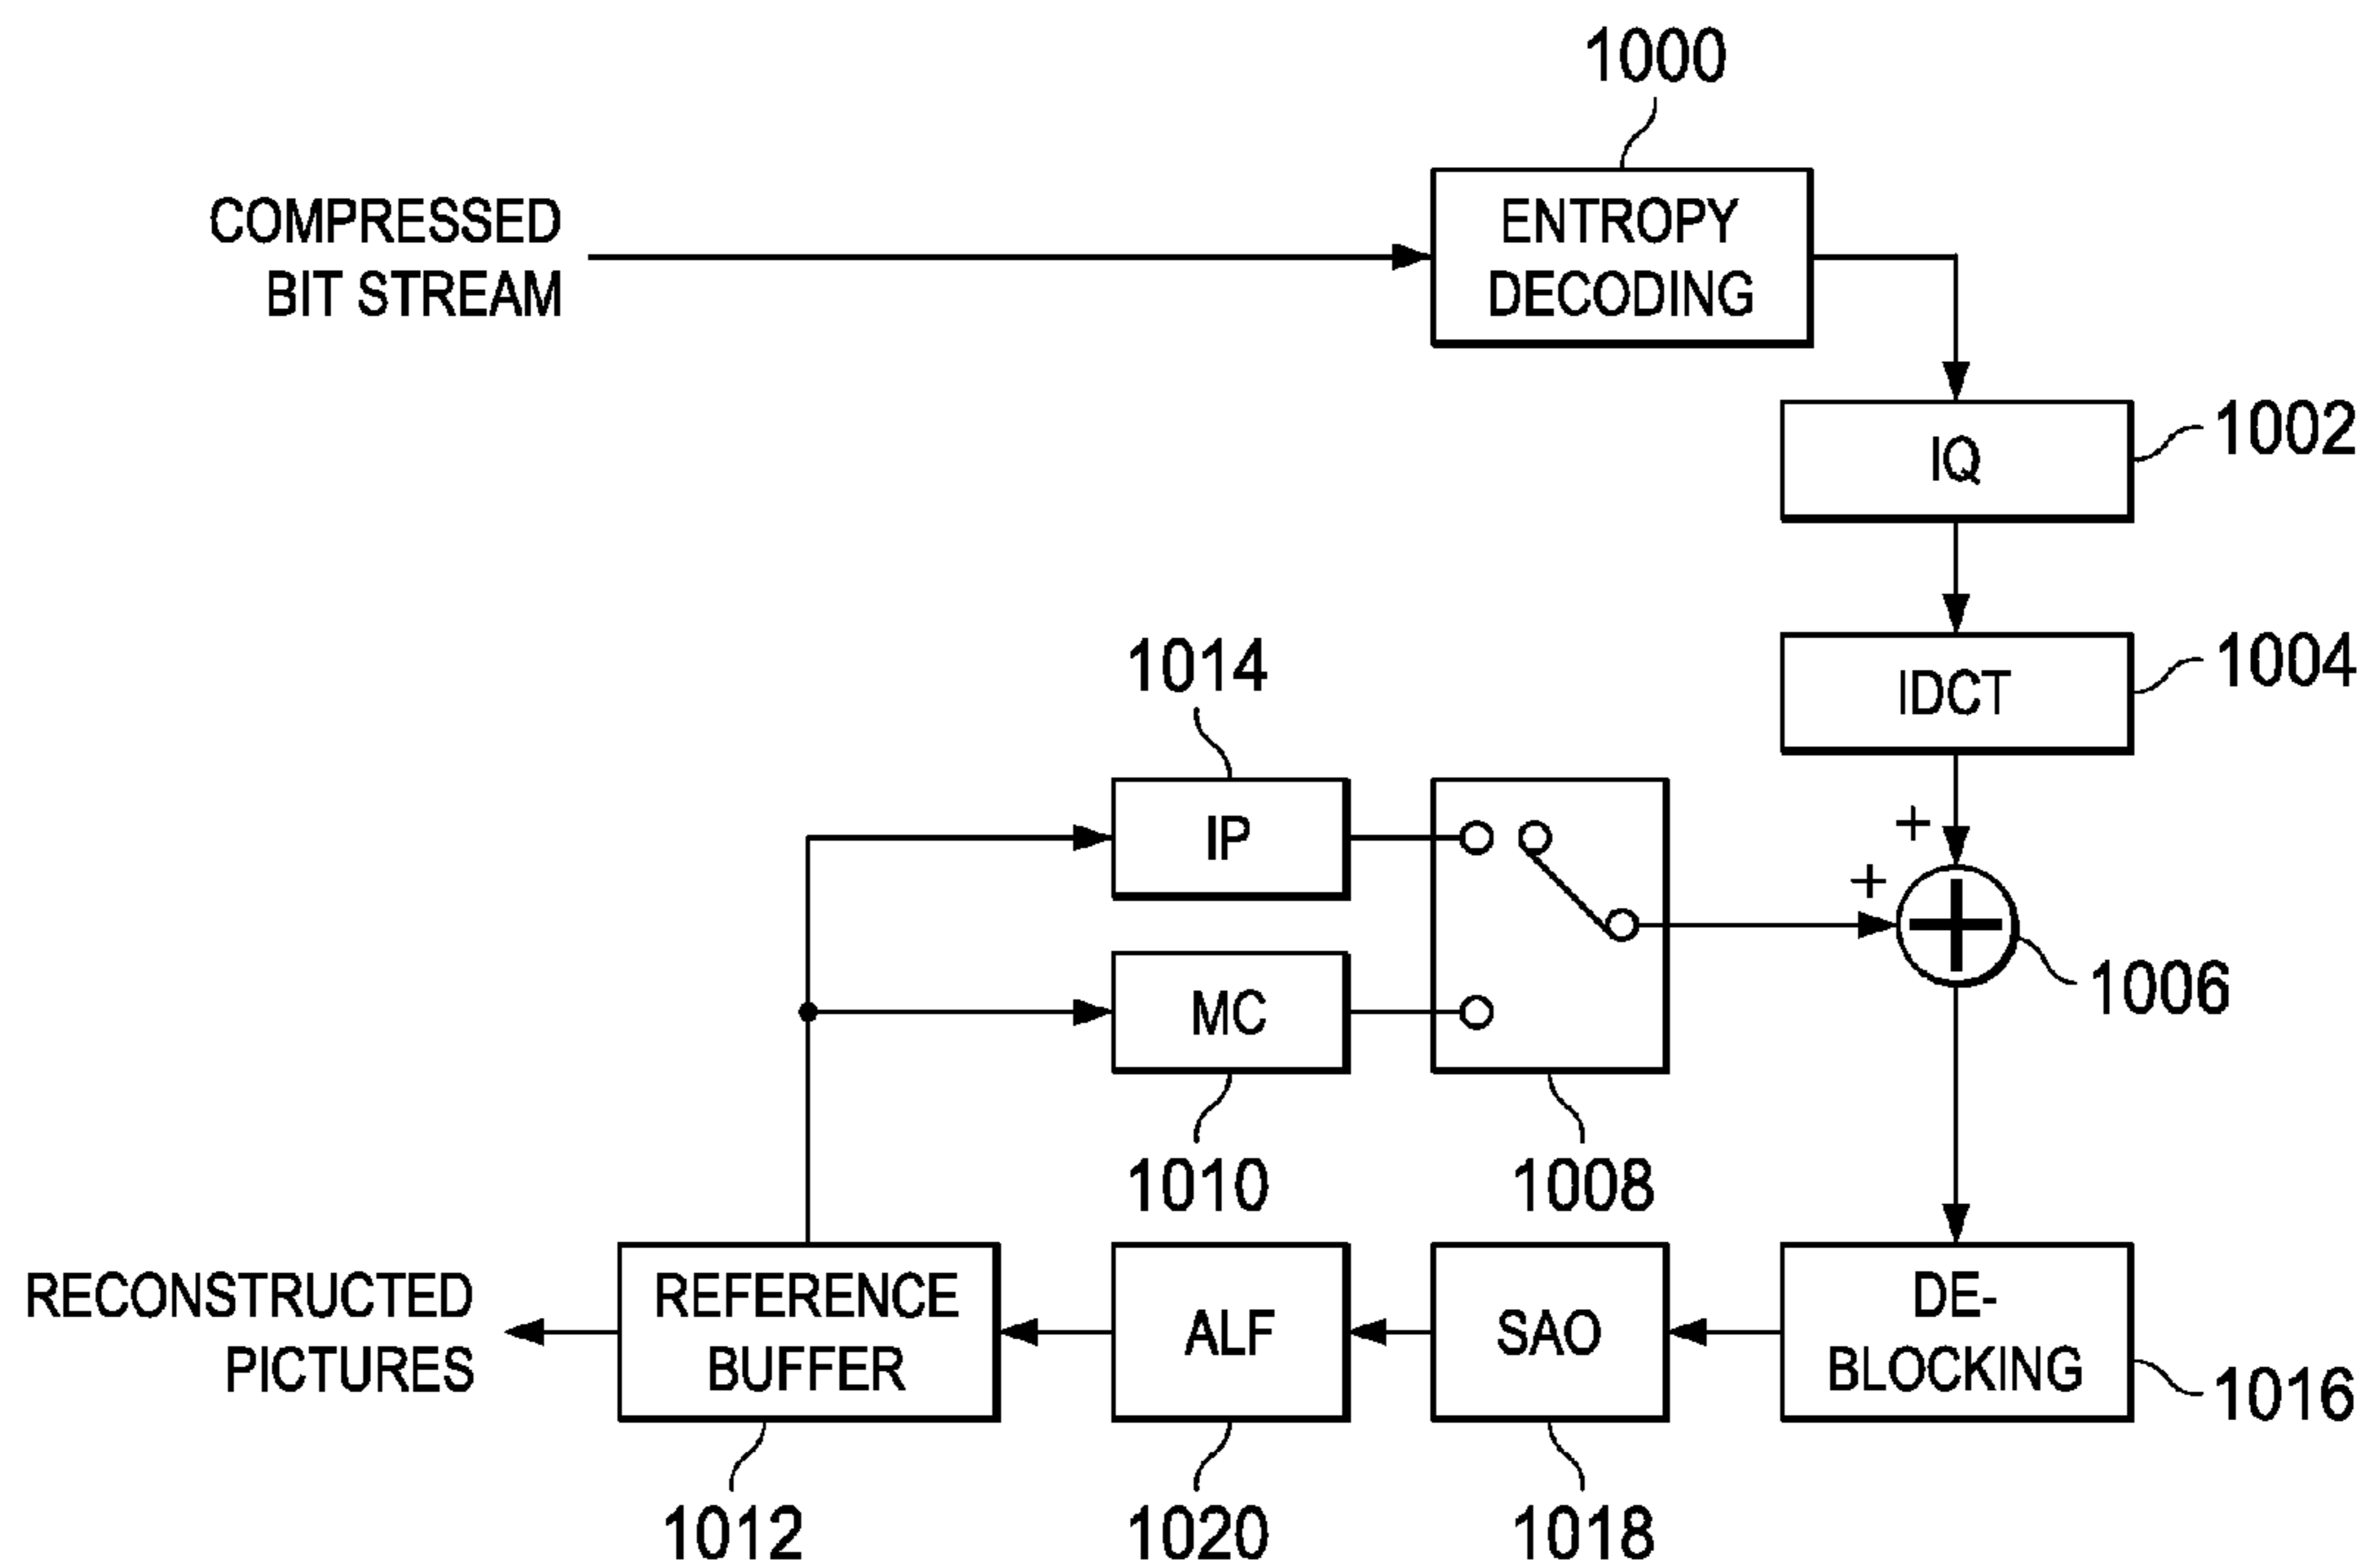 1000
COMPRESSED
BIT STREAM
ENTROPY
DECODING
IQ
1002
IDCT
1004
1014
IP
+
+
MC
1006
1010
1008
RECONSTRUCTED
PICTURES
REFERENCE
BUFFER
ALF
SAO
DE-
BLOCKING
1016
1012
1020
1018